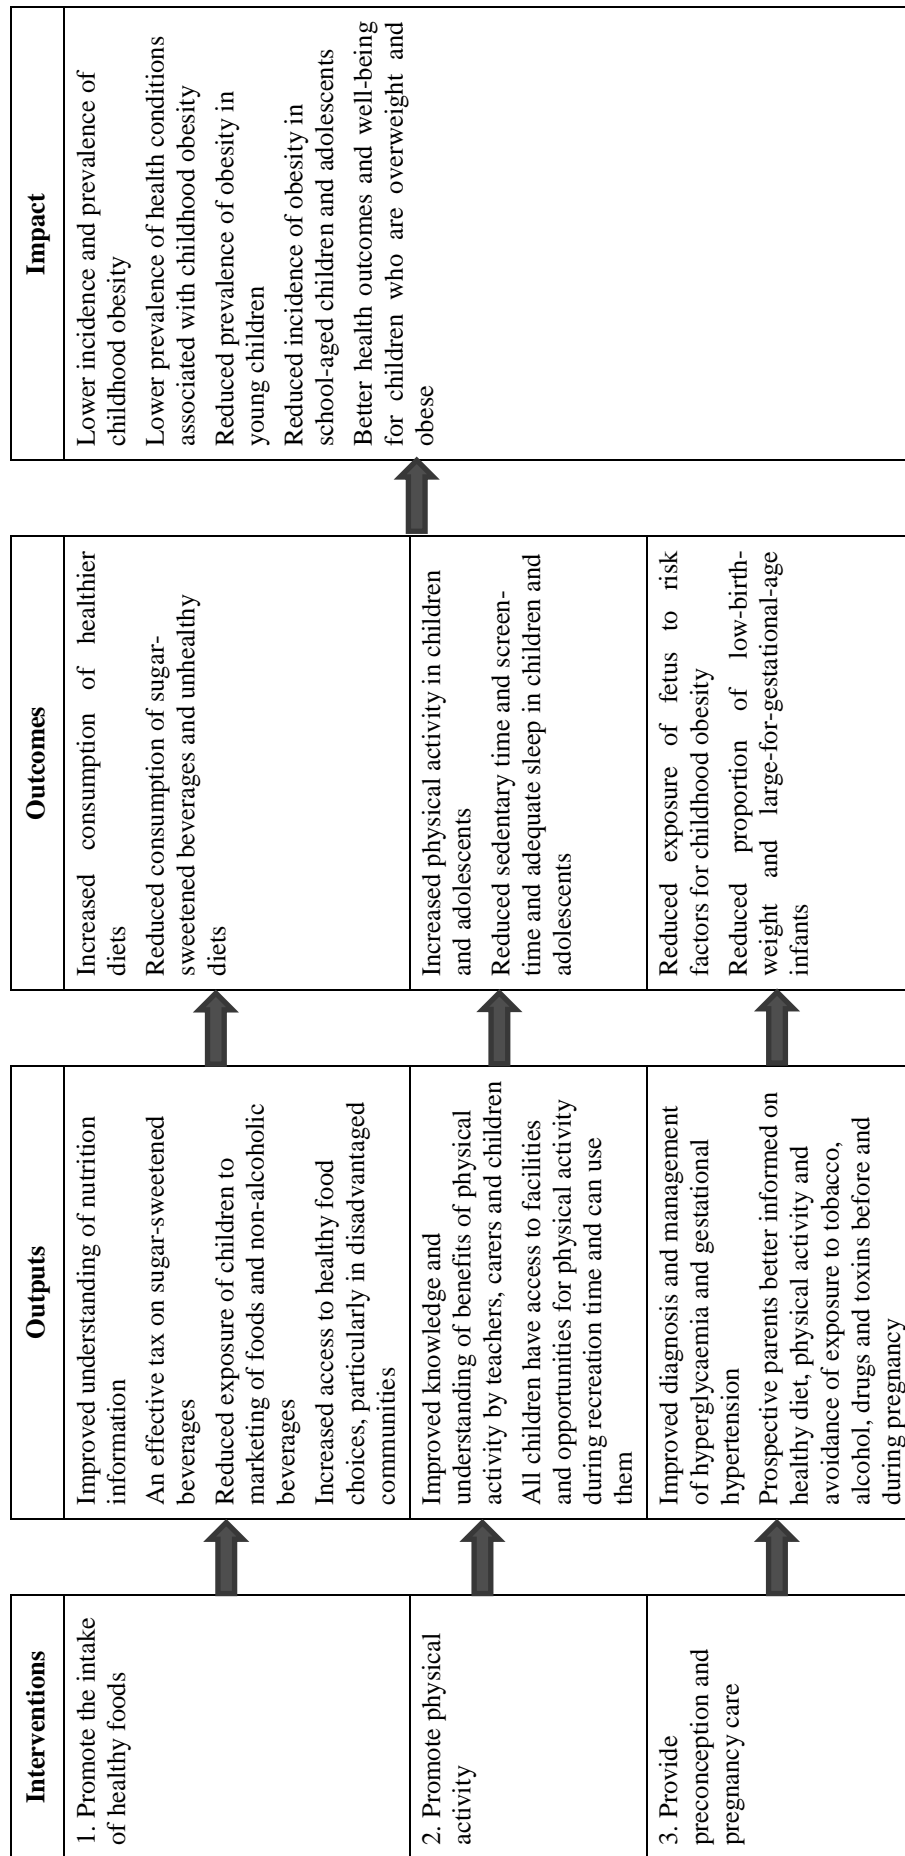 Interventions
1. Promote the intake
of healthy foods
2. Promote physical
activity
3. Provide
preconception and
pregnancy care
Outputs
Improved understanding of nutrition
information
An effective tax on sugar-sweetened
beverages
Reduced exposure of children to
marketing of foods and non-alcoholic
beverages
Increased access to healthy food
choices, particularly in disadvantaged
communities
Improved knowledge and
understanding of benefits of physical
activity by teachers, carers and children
All children have access to facilities
and opportunities for physical activity
during recreation time and can use
them
Improved diagnosis and management
of hyperglycaemia and gestational
hypertension
Prospective parents better informed on
healthy diet, physical activity and
avoidance of exposure to tobacco,
alcohol, drugs and toxins before and
during pregnancy
Outcomes
Increased consumption of healthier
diets
Reduced consumption of sugar-
sweetened beverages and unhealthy
diets
Increased physical activity in children
and adolescents
Reduced sedentary time and screen-
time and adequate sleep in children and
adolescents
Reduced exposure of fetus to risk
factors for childhood obesity
Reduced proportion of low-birth-
weight and large-for-gestational-age
infants
Impact
Lower incidence and prevalence of
childhood obesity
Lower prevalence of health conditions
associated with childhood obesity
Reduced prevalence of obesity in
young children
Reduced incidence of obesity in
school-aged children and adolescents
Better health outcomes and well-being
for children who are overweight and
obese